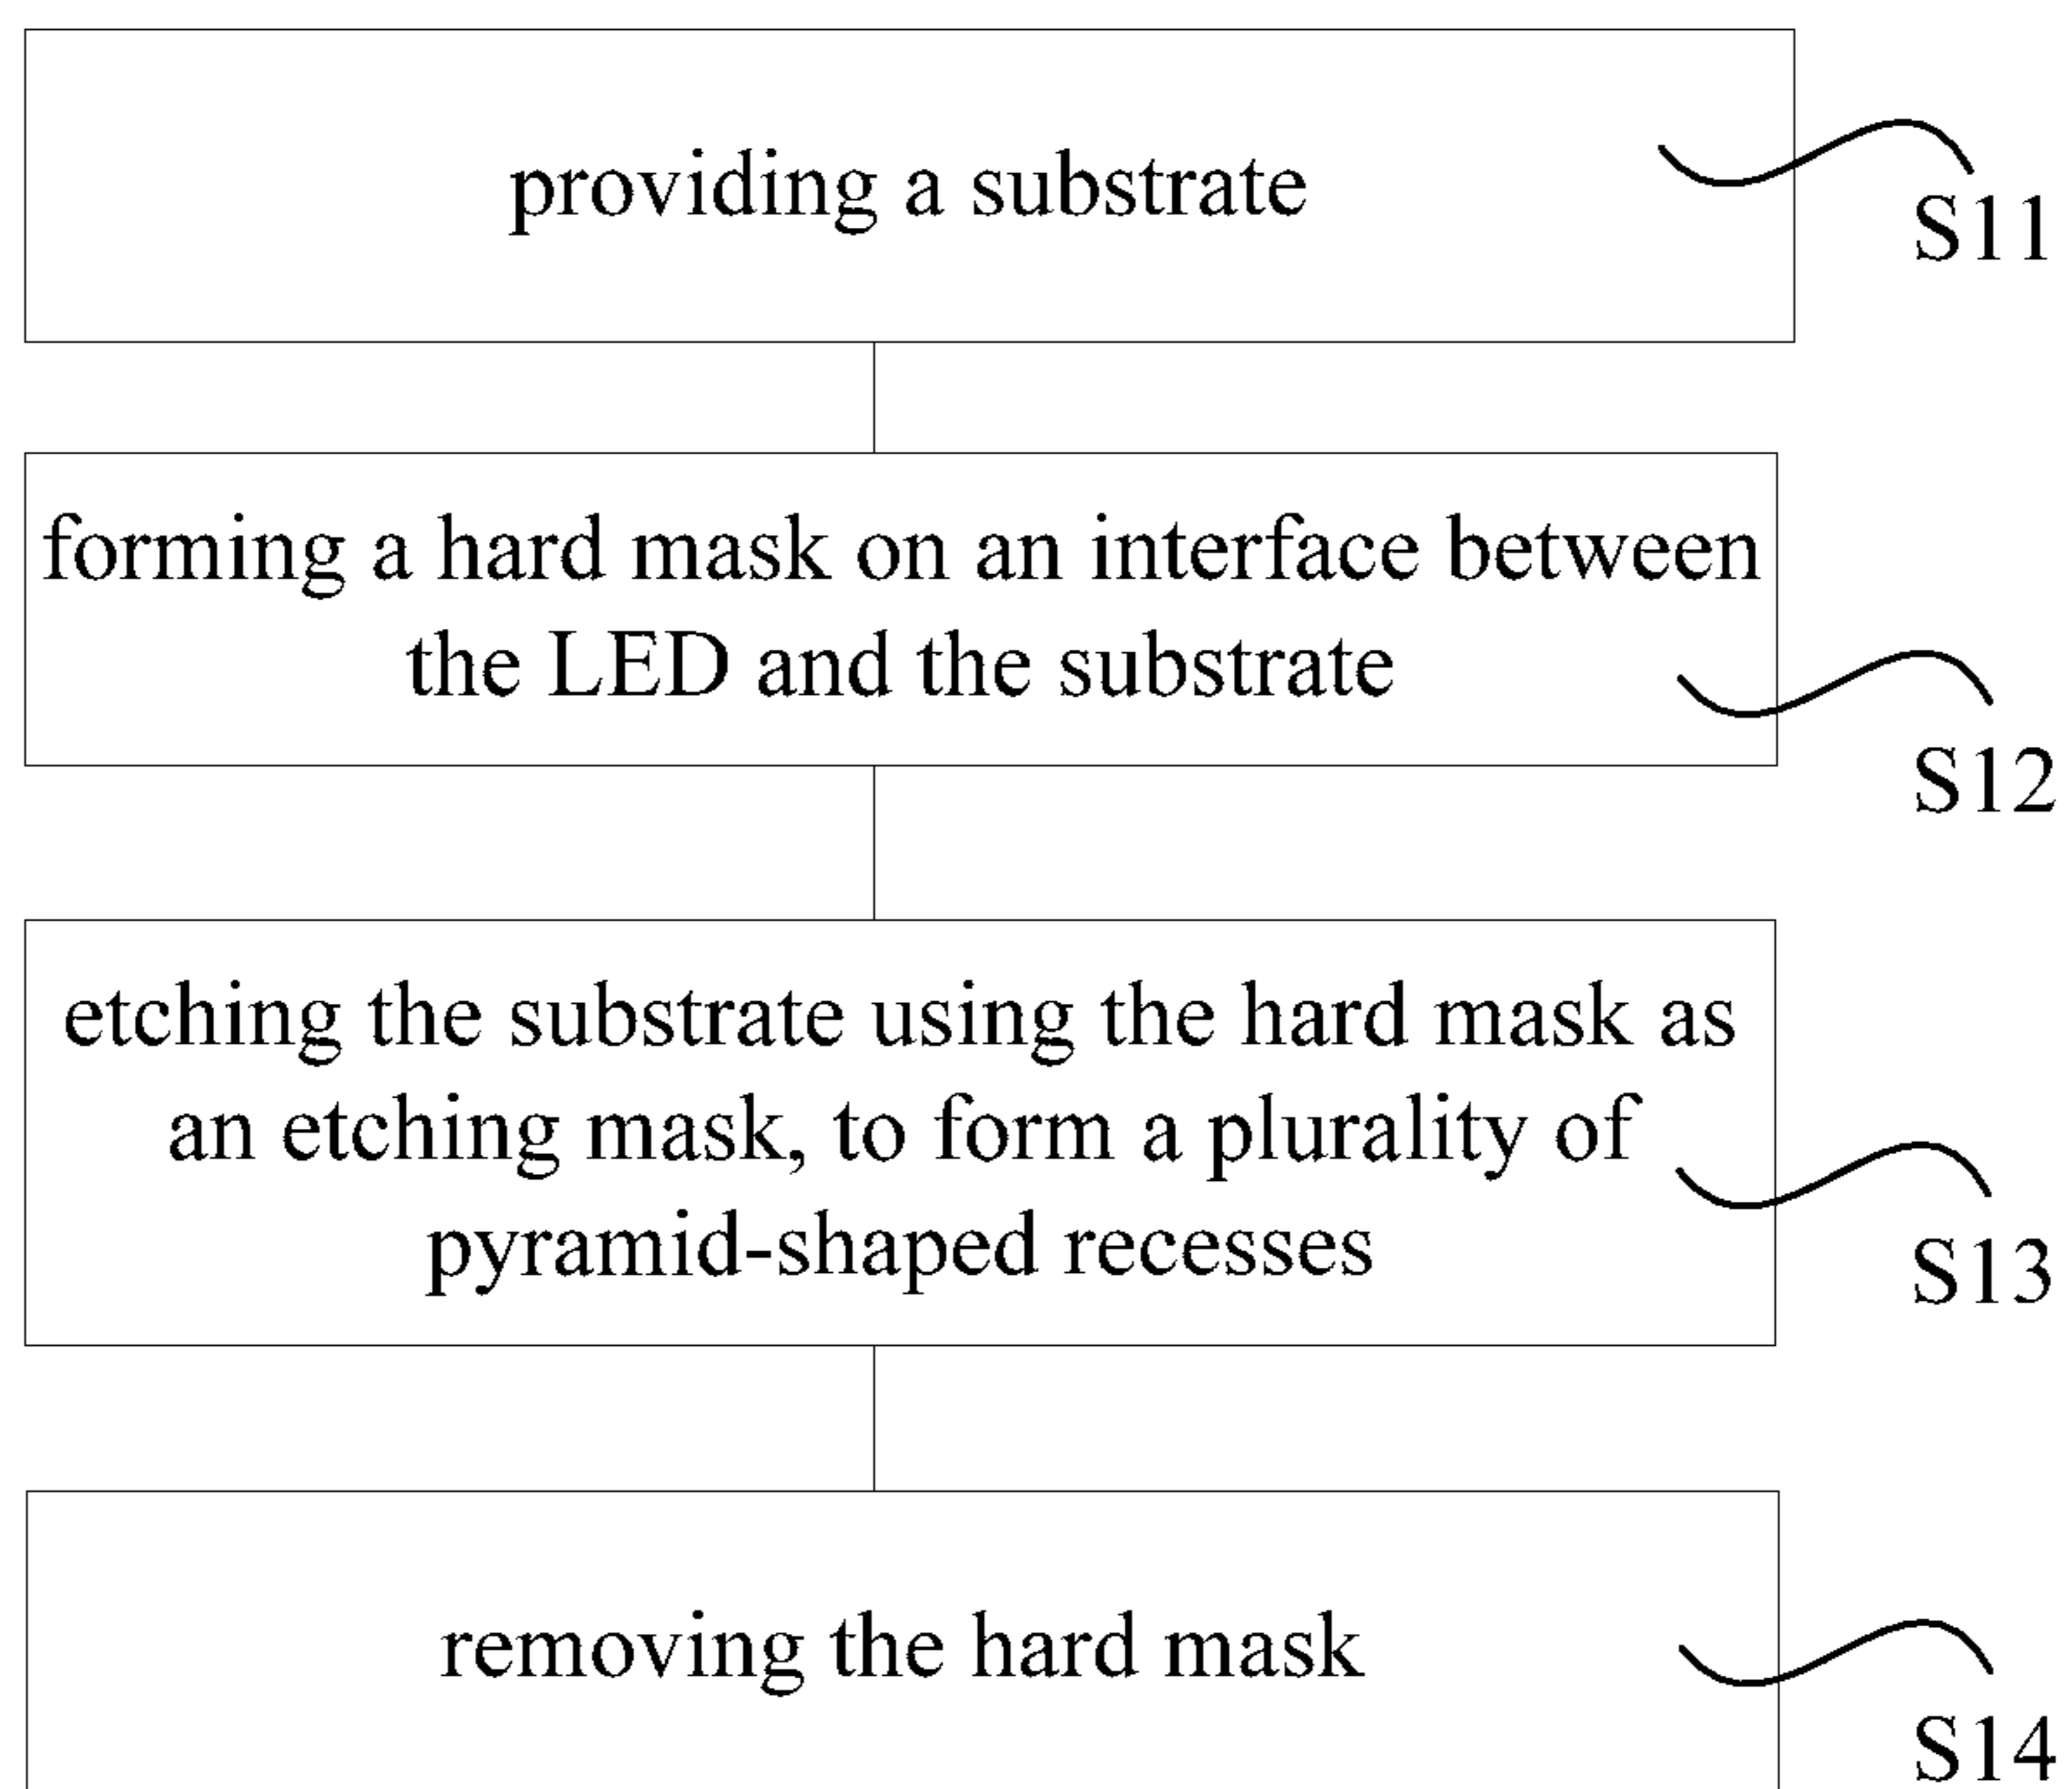 providing a substrate
S11
forming a hard mask on an interface between
the LED and the substrate
S12
etching the substrate using the hard mask as
an etching mask, to form a plurality of
pyramid-shaped recesses
S13
removing the hard mask
S14